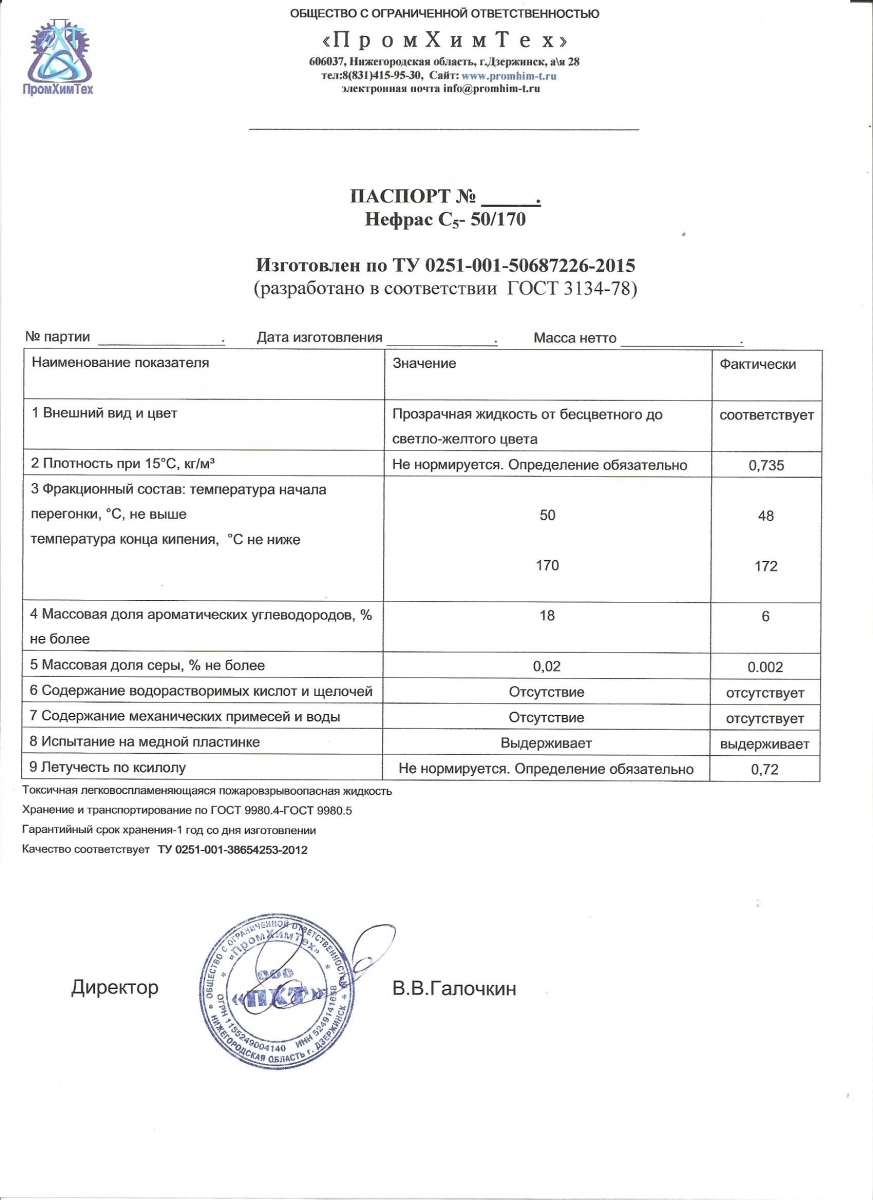 ОБЩЕСТВО С ОГРАНИЧЕННОЙ ОТВЕТСТВЕННОСТЬЮ
«ПромХимТех»
606037, Нижегородская область, г.Дзержинск, а\я 28
тел:8(831)415-95-30, Сайт: www.promhim-t.ru
электронная почта info@promhim-t.ru
ПромХимТех
ПАСПОРТ № _____.
Нефрас С₅- 50/170
Изготовлен по ТУ 0251-001-50687226-2015
(разработано в соответствии ГОСТ 3134-78)
№ партии ________________. Дата изготовления ______________. Масса нетто _______________.
Наименование показателя Значение Фактически
1 Внешний вид и цвет Прозрачная жидкость от бесцветного до соответствует
светло-желтого цвета
2 Плотность при 15°С, кг/м³ Не нормируется. Определение обязательно 0,735
3 Фракционный состав: температура начала
перегонки, °С, не выше 50 48
температура конца кипения, °С не ниже
170 172
4 Массовая доля ароматических углеводородов, % 18 6
не более
5 Массовая доля серы, % не более 0,02 0.002
6 Содержание водорастворимых кислот и щелочей Отсутствие отсутствует
7 Содержание механических примесей и воды Отсутствие отсутствует
8 Испытание на медной пластинке Выдерживает выдерживает
9 Летучесть по ксилолу Не нормируется. Определение обязательно 0,72
Токсичная легковоспламеняющаяся пожаровзрывоопасная жидкость
Хранение и транспортирование по ГОСТ 9980.4-ГОСТ 9980.5
Гарантийный срок хранения-1 год со дня изготовлении
Качество соответствует ТУ 0251-001-38654253-2012
Директор В.В.Галочкин
ОБЩЕСТВО С ОГРАНИЧЕННОЙ ОТВЕТСТВЕННОСТЬЮ
«ПромХимТех»
ООО
«ПХТ»
ОГРН 1155249004140 ИНН 5249141658
НИЖЕГОРОДСКАЯ ОБЛАСТЬ г. ДЗЕРЖИНСК